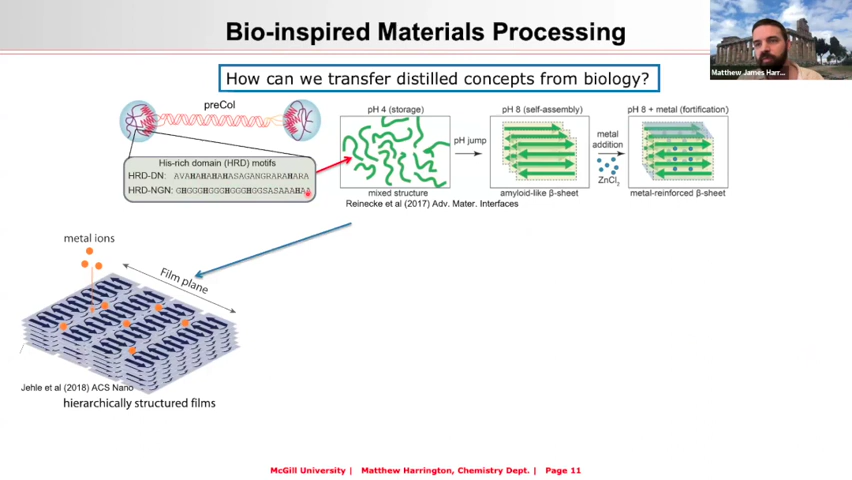 Bio-inspired Materials Processing
Matthew James Harr...
How can we transfer distilled concepts from biology?
preCol
His-rich domain (HRD) motifs
HRD-DN: AVAHAHAHAHASAGANGRARAHARA
HRD-NGN: GHGGGHGGGHGGGHGGSASAAAHAA
pH 4 (storage)
mixed structure
pH jump
pH 8 (self-assembly)
amyloid-like β-sheet
metal
addition
ZnCl2
pH 8 + metal (fortification)
metal-reinforced β-sheet
Reinecke et al (2017) Adv. Mater. Interfaces
metal ions
Film plane
Jehle et al (2018) ACS Nano
hierarchically structured films
McGill University | Matthew Harrington, Chemistry Dept. | Page 11